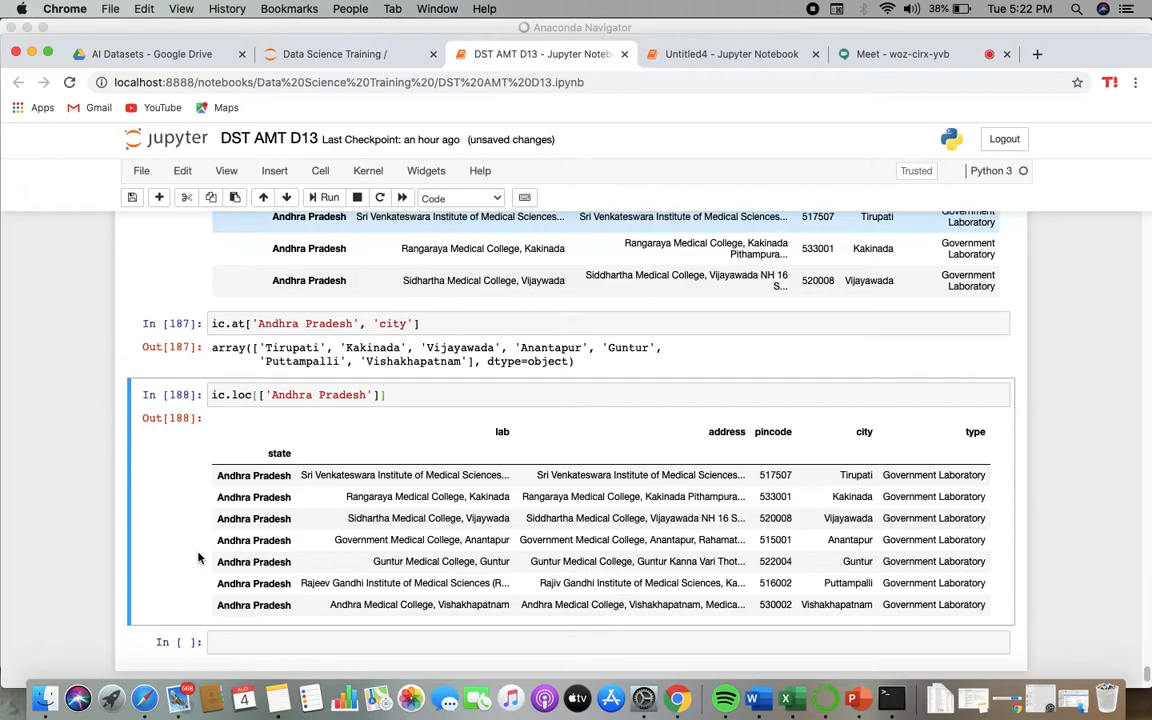 Chrome File Edit View History Bookmarks People Tab Window Help 38% Tue 5:22 PM
Anaconda Navigator
AI Datasets - Google Drive × Data Science Training / × DST AMT D13 - Jupyter Noteb × Untitled4 - Jupyter Notebook × Meet - woz-cirx-yvb ×
localhost:8888/notebooks/Data%20Science%20Training%20/DST%20AMT%20D13.ipynb T!
Apps Gmail YouTube Maps
jupyter DST AMT D13 Last Checkpoint: an hour ago (unsaved changes) Logout
File Edit View Insert Cell Kernel Widgets Help Trusted Python 3
Run Code
Andhra Pradesh Sri Venkateswara Institute of Medical Sciences... Sri Venkateswara Institute of Medical Sciences... 517507 Tirupati Government Laboratory
Andhra Pradesh Rangaraya Medical College, Kakinada Rangaraya Medical College, Kakinada Pithampura... 533001 Kakinada Government Laboratory
Andhra Pradesh Sidhartha Medical College, Vijaywada Siddhartha Medical College, Vijayawada NH 16 S... 520008 Vijayawada Government Laboratory
In [187]: ic.at['Andhra Pradesh', 'city']
Out[187]: array(['Tirupati', 'Kakinada', 'Vijayawada', 'Anantapur', 'Guntur',
'Puttampalli', 'Vishakhapatnam'], dtype=object)
In [188]: ic.loc[['Andhra Pradesh']]
Out[188]:
lab address pincode city type
state
Andhra Pradesh Sri Venkateswara Institute of Medical Sciences... Sri Venkateswara Institute of Medical Sciences... 517507 Tirupati Government Laboratory
Andhra Pradesh Rangaraya Medical College, Kakinada Rangaraya Medical College, Kakinada Pithampura... 533001 Kakinada Government Laboratory
Andhra Pradesh Sidhartha Medical College, Vijaywada Siddhartha Medical College, Vijayawada NH 16 S... 520008 Vijayawada Government Laboratory
Andhra Pradesh Government Medical College, Anantapur Government Medical College, Anantapur, Rahamat... 515001 Anantapur Government Laboratory
Andhra Pradesh Guntur Medical College, Guntur Guntur Medical College, Guntur Kanna Vari Thot... 522004 Guntur Government Laboratory
Andhra Pradesh Rajeev Gandhi Institute of Medical Sciences (R... Rajiv Gandhi Institute of Medical Sciences, Ka... 516002 Puttampalli Government Laboratory
Andhra Pradesh Andhra Medical College, Vishakhapatnam Andhra Medical College, Vishakhapatnam, Medica... 530002 Vishakhapatnam Government Laboratory
In [ ]:
568
AUG
4